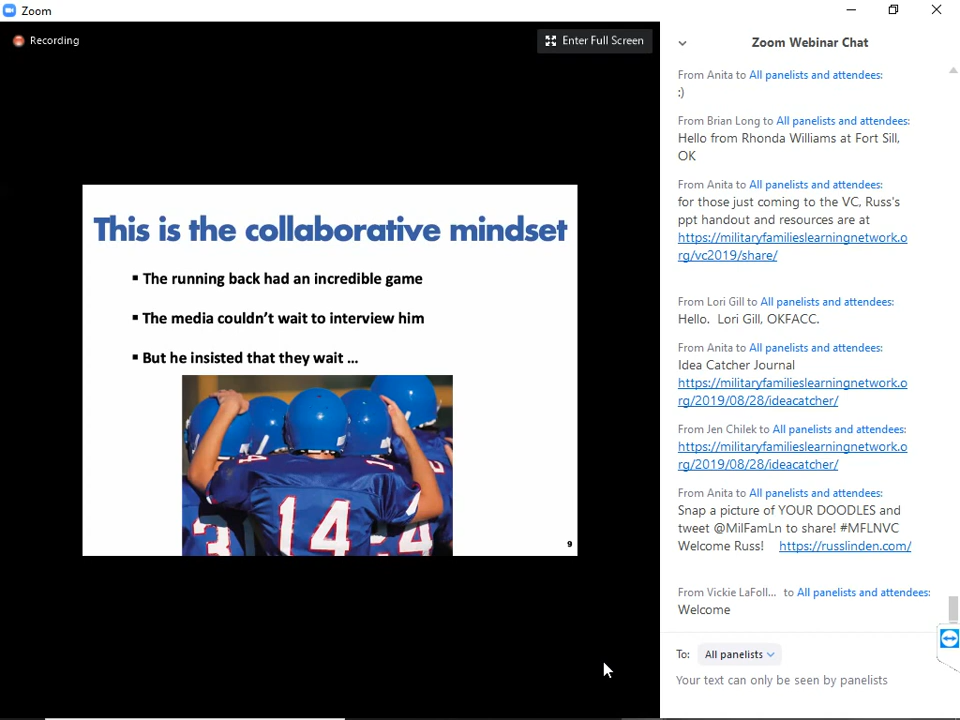 Zoom
Recording
Enter Full Screen
This is the collaborative mindset
▪ The running back had an incredible game
▪ The media couldn't wait to interview him
▪ But he insisted that they wait ...
14
3
4
9
Zoom Webinar Chat
From Anita to All panelists and attendees:
:)
From Brian Long to All panelists and attendees:
Hello from Rhonda Williams at Fort Sill,
OK
From Anita to All panelists and attendees:
for those just coming to the VC, Russ's
ppt handout and resources are at
https://militaryfamilieslearningnetwork.o
rg/vc2019/share/
From Lori Gill to All panelists and attendees:
Hello. Lori Gill, OKFACC.
From Anita to All panelists and attendees:
Idea Catcher Journal
https://militaryfamilieslearningnetwork.o
rg/2019/08/28/ideacatcher/
From Jen Chilek to All panelists and attendees:
https://militaryfamilieslearningnetwork.o
rg/2019/08/28/ideacatcher/
From Anita to All panelists and attendees:
Snap a picture of YOUR DOODLES and
tweet @MilFamLn to share! #MFLNVC
Welcome Russ! https://russlinden.com/
From Vickie LaFoll... to All panelists and attendees:
Welcome
To: All panelists
Your text can only be seen by panelists